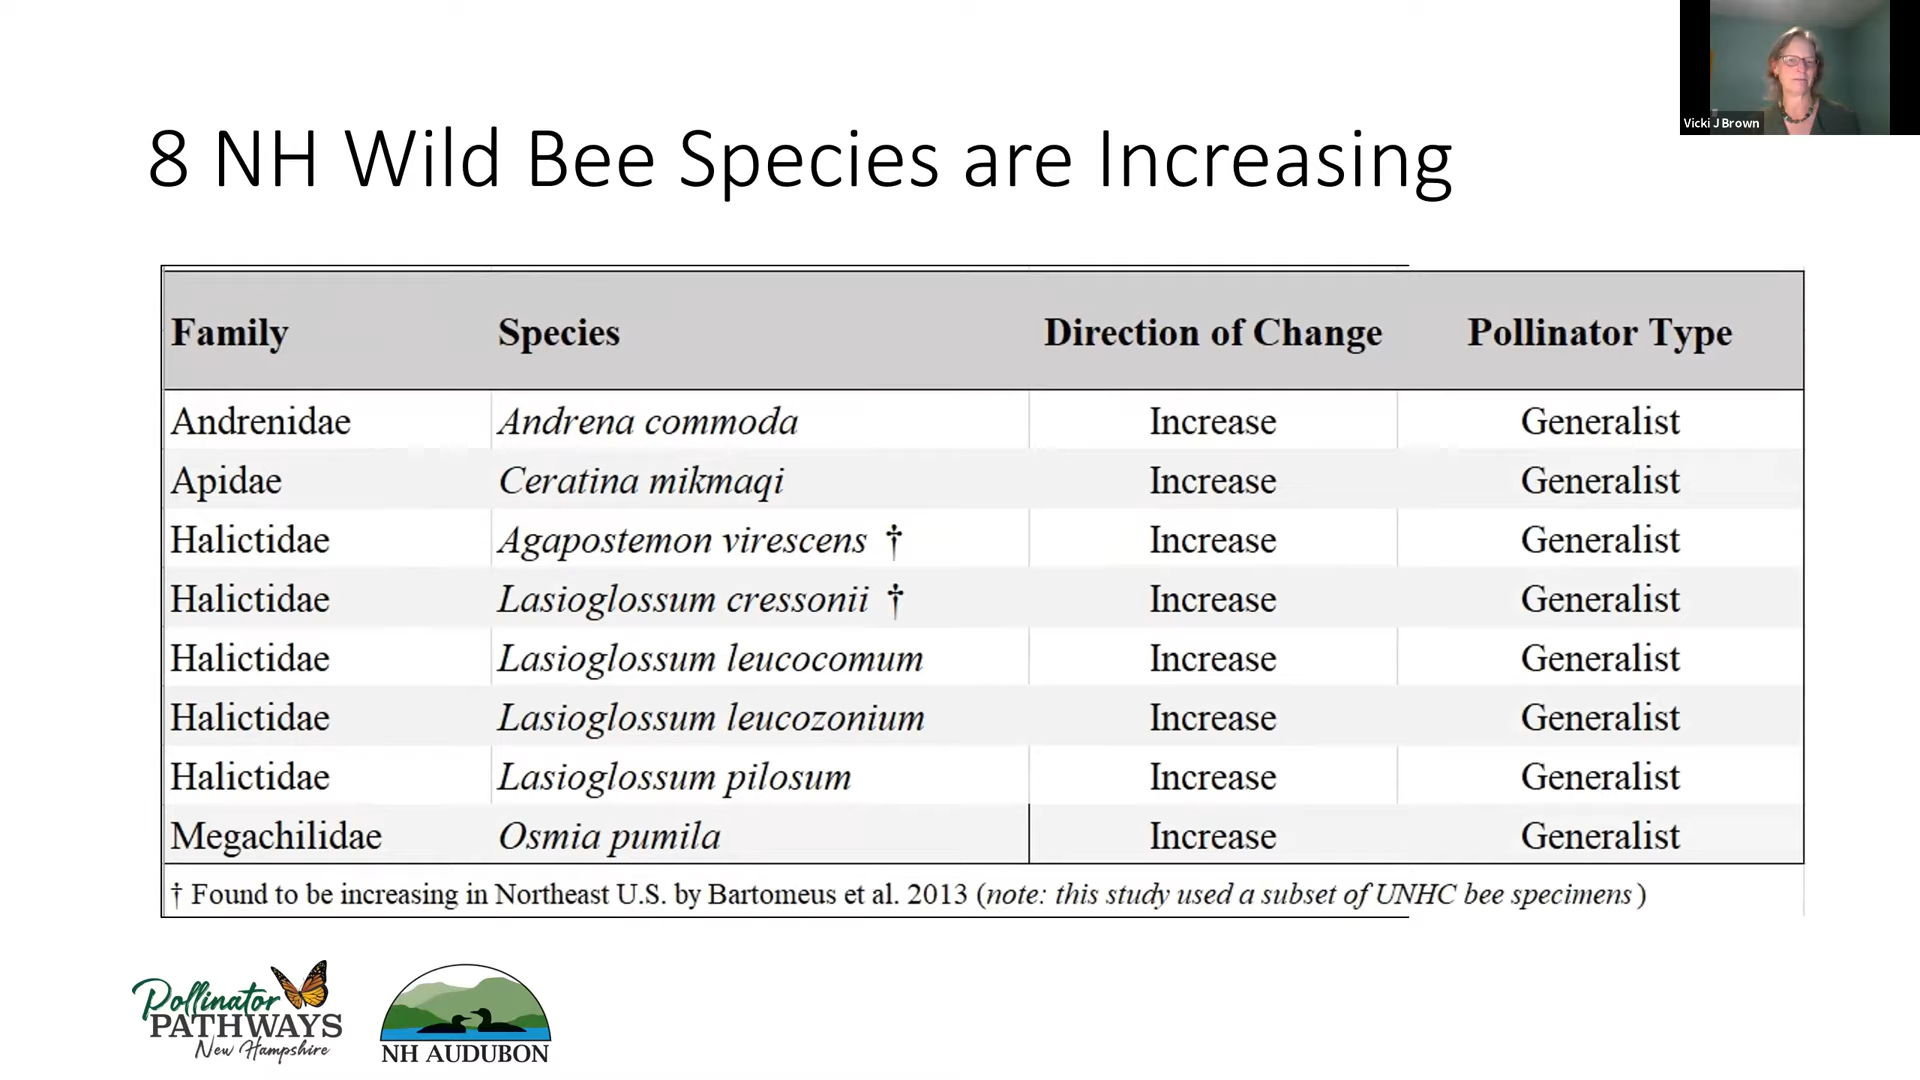 Vicki J Brown
8 NH Wild Bee Species are Increasing
Family Species Direction of Change Pollinator Type
Andrenidae Andrena commoda Increase Generalist
Apidae Ceratina mikmaqi Increase Generalist
Halictidae Agapostemon virescens † Increase Generalist
Halictidae Lasioglossum cressonii † Increase Generalist
Halictidae Lasioglossum leucocomum Increase Generalist
Halictidae Lasioglossum leucozonium Increase Generalist
Halictidae Lasioglossum pilosum Increase Generalist
Megachilidae Osmia pumila Increase Generalist
† Found to be increasing in Northeast U.S. by Bartomeus et al. 2013 (note: this study used a subset of UNHC bee specimens)
Pollinator
PATHWAYS
New Hampshire
NH AUDUBON